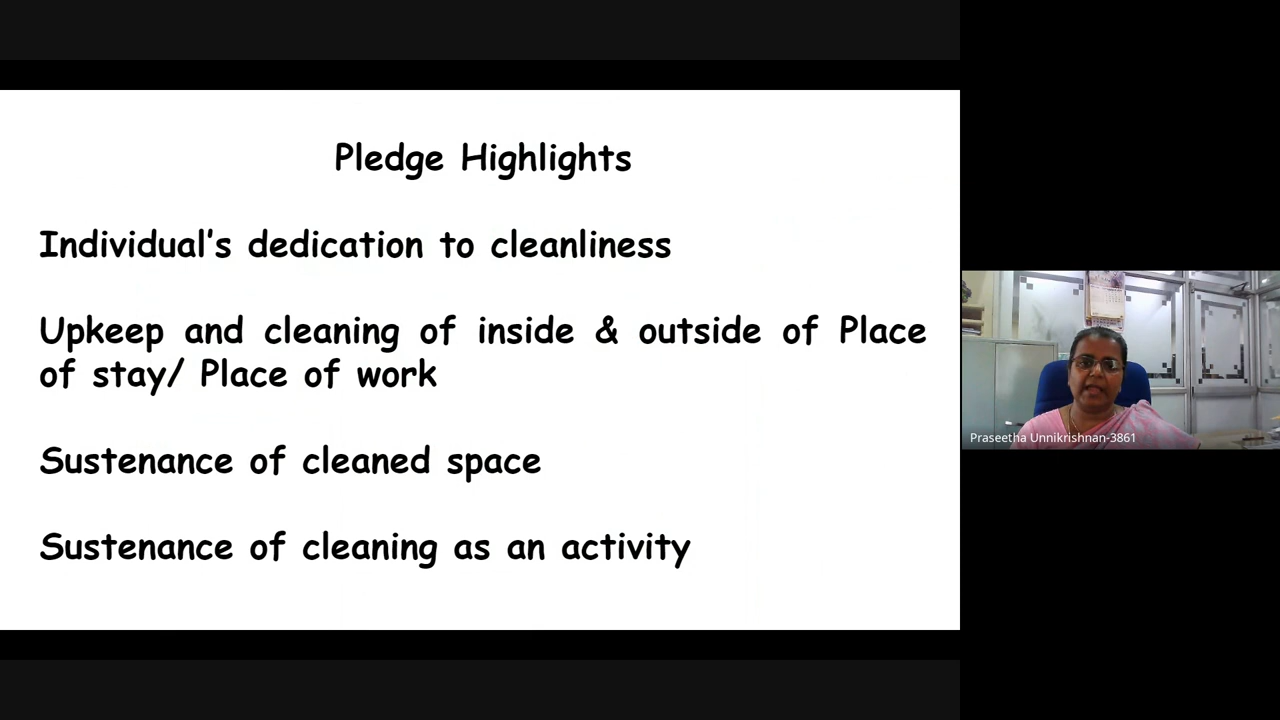 Pledge Highlights
Individual's dedication to cleanliness
Upkeep and cleaning of inside & outside of Place
of stay/ Place of work
Sustenance of cleaned space
Sustenance of cleaning as an activity
Praseetha Unnikrishnan-3861